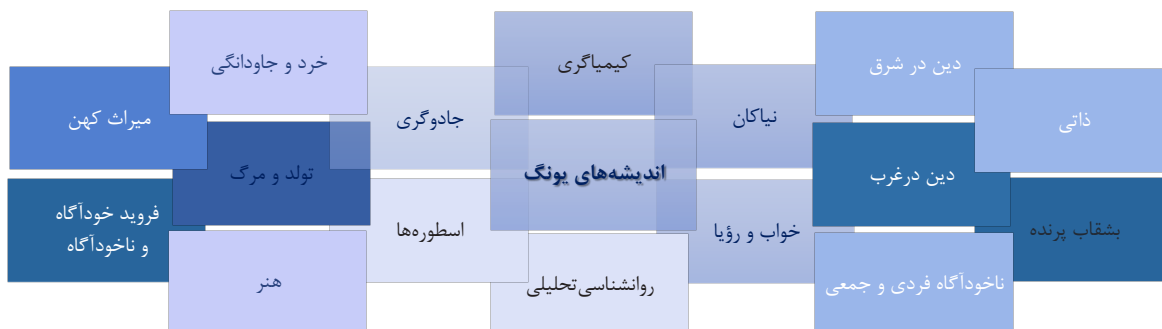 دین در شرق
ذاتی
دین درغرب
بشقاب پرنده
ناخودآگاه فردی و جمعی
نیاکان
خواب و رؤیا
کیمیاگری
اندیشه‌های یونگ
روانشناسی‌تحلیلی
جادوگری
اسطوره‌ها
خرد و جاودانگی
تولد و مرگ
هنر
میراث کهن
فروید خودآگاه
و ناخودآگاه